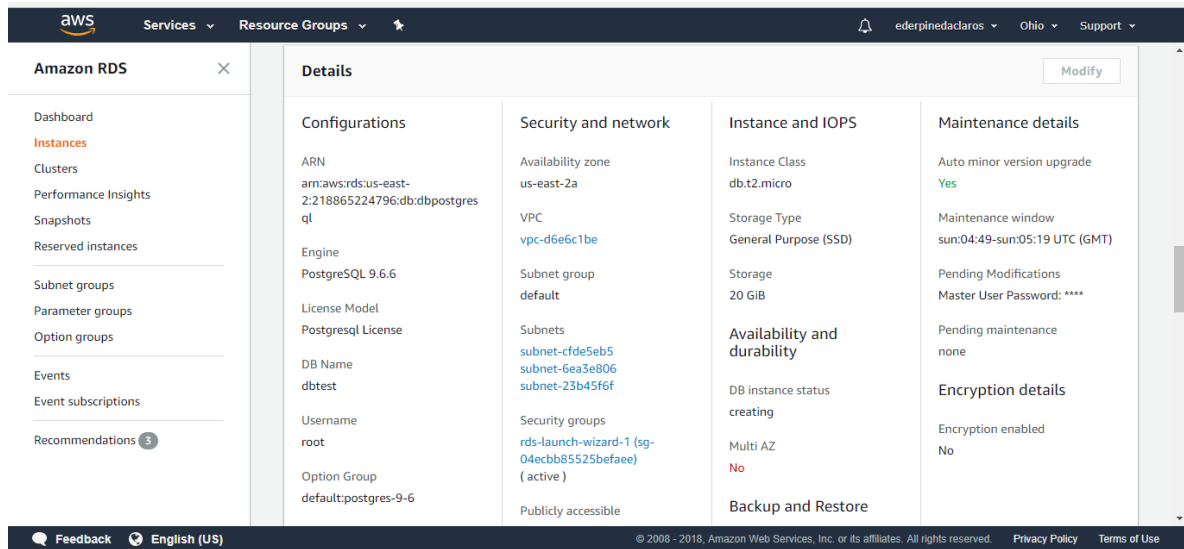 aws Services Resource Groups ederpinedaclaros Ohio Support
Amazon RDS
Dashboard
Instances
Clusters
Performance Insights
Snapshots
Reserved instances
Subnet groups
Parameter groups
Option groups
Events
Event subscriptions
Recommendations 3
Details
Modify
Configurations
ARN
arn:aws:rds:us-east-
2:218865224796:db:dbpostgres
ql
Engine
PostgreSQL 9.6.6
License Model
Postgresql License
DB Name
dbtest
Username
root
Option Group
default:postgres-9-6
Security and network
Availability zone
us-east-2a
VPC
vpc-d6e6c1be
Subnet group
default
Subnets
subnet-cfde5eb5
subnet-6ea3e806
subnet-23b45f6f
Security groups
rds-launch-wizard-1 (sg-
04ecbb85525befaee)
( active )
Publicly accessible
Instance and IOPS
Instance Class
db.t2.micro
Storage Type
General Purpose (SSD)
Storage
20 GiB
Availability and
durability
DB instance status
creating
Multi AZ
No
Backup and Restore
Maintenance details
Auto minor version upgrade
Yes
Maintenance window
sun:04:49-sun:05:19 UTC (GMT)
Pending Modifications
Master User Password: ****
Pending maintenance
none
Encryption details
Encryption enabled
No
Feedback English (US) © 2008 - 2018, Amazon Web Services, Inc. or its affiliates. All rights reserved. Privacy Policy Terms of Use